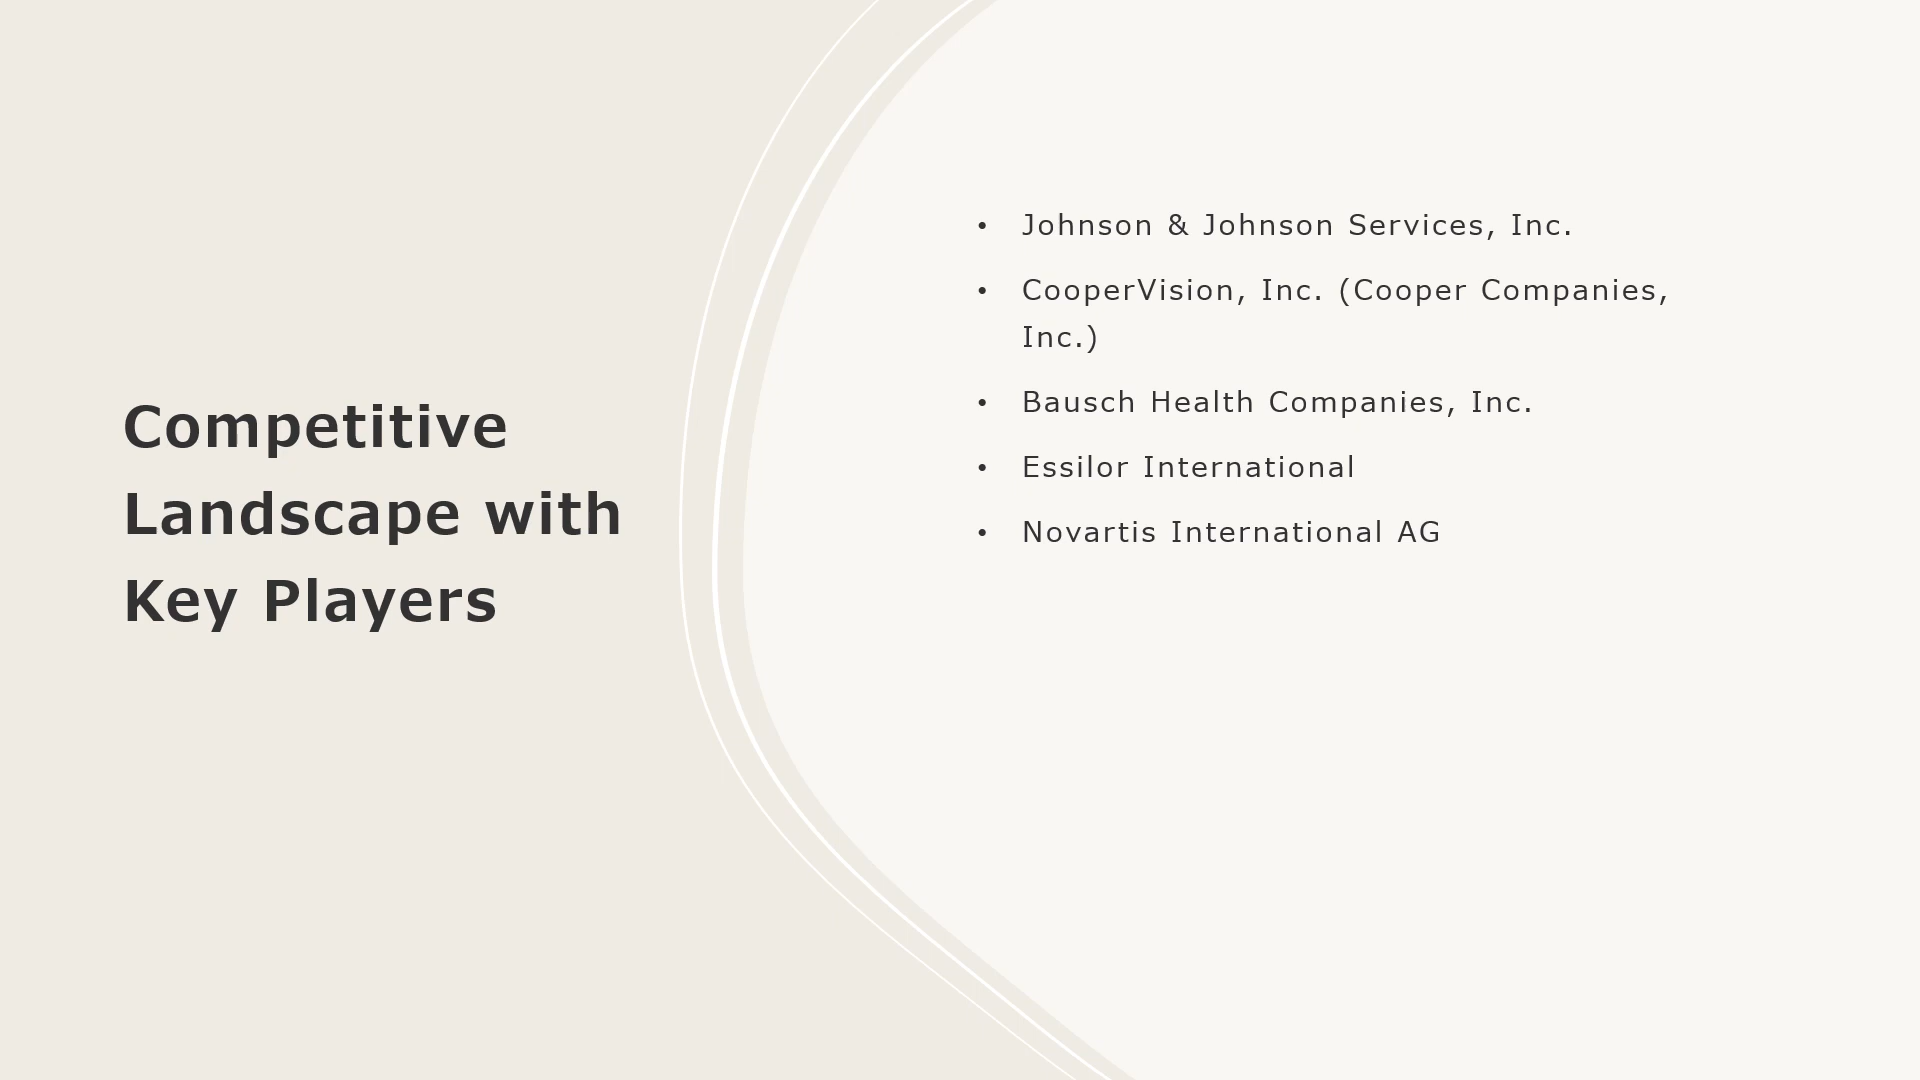 Competitive
Landscape with
Key Players
• Johnson & Johnson Services, Inc.
• CooperVision, Inc. (Cooper Companies,
Inc.)
• Bausch Health Companies, Inc.
• Essilor International
• Novartis International AG